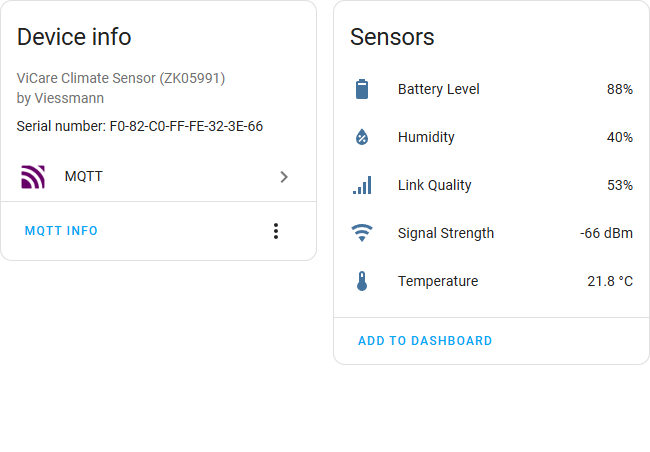 Device info
ViCare Climate Sensor (ZK05991)
by Viessmann
Serial number: F0-82-C0-FF-FE-32-3E-66
MQTT
MQTT INFO
Sensors
Battery Level 88%
Humidity 40%
Link Quality 53%
Signal Strength -66 dBm
Temperature 21.8 °C
ADD TO DASHBOARD